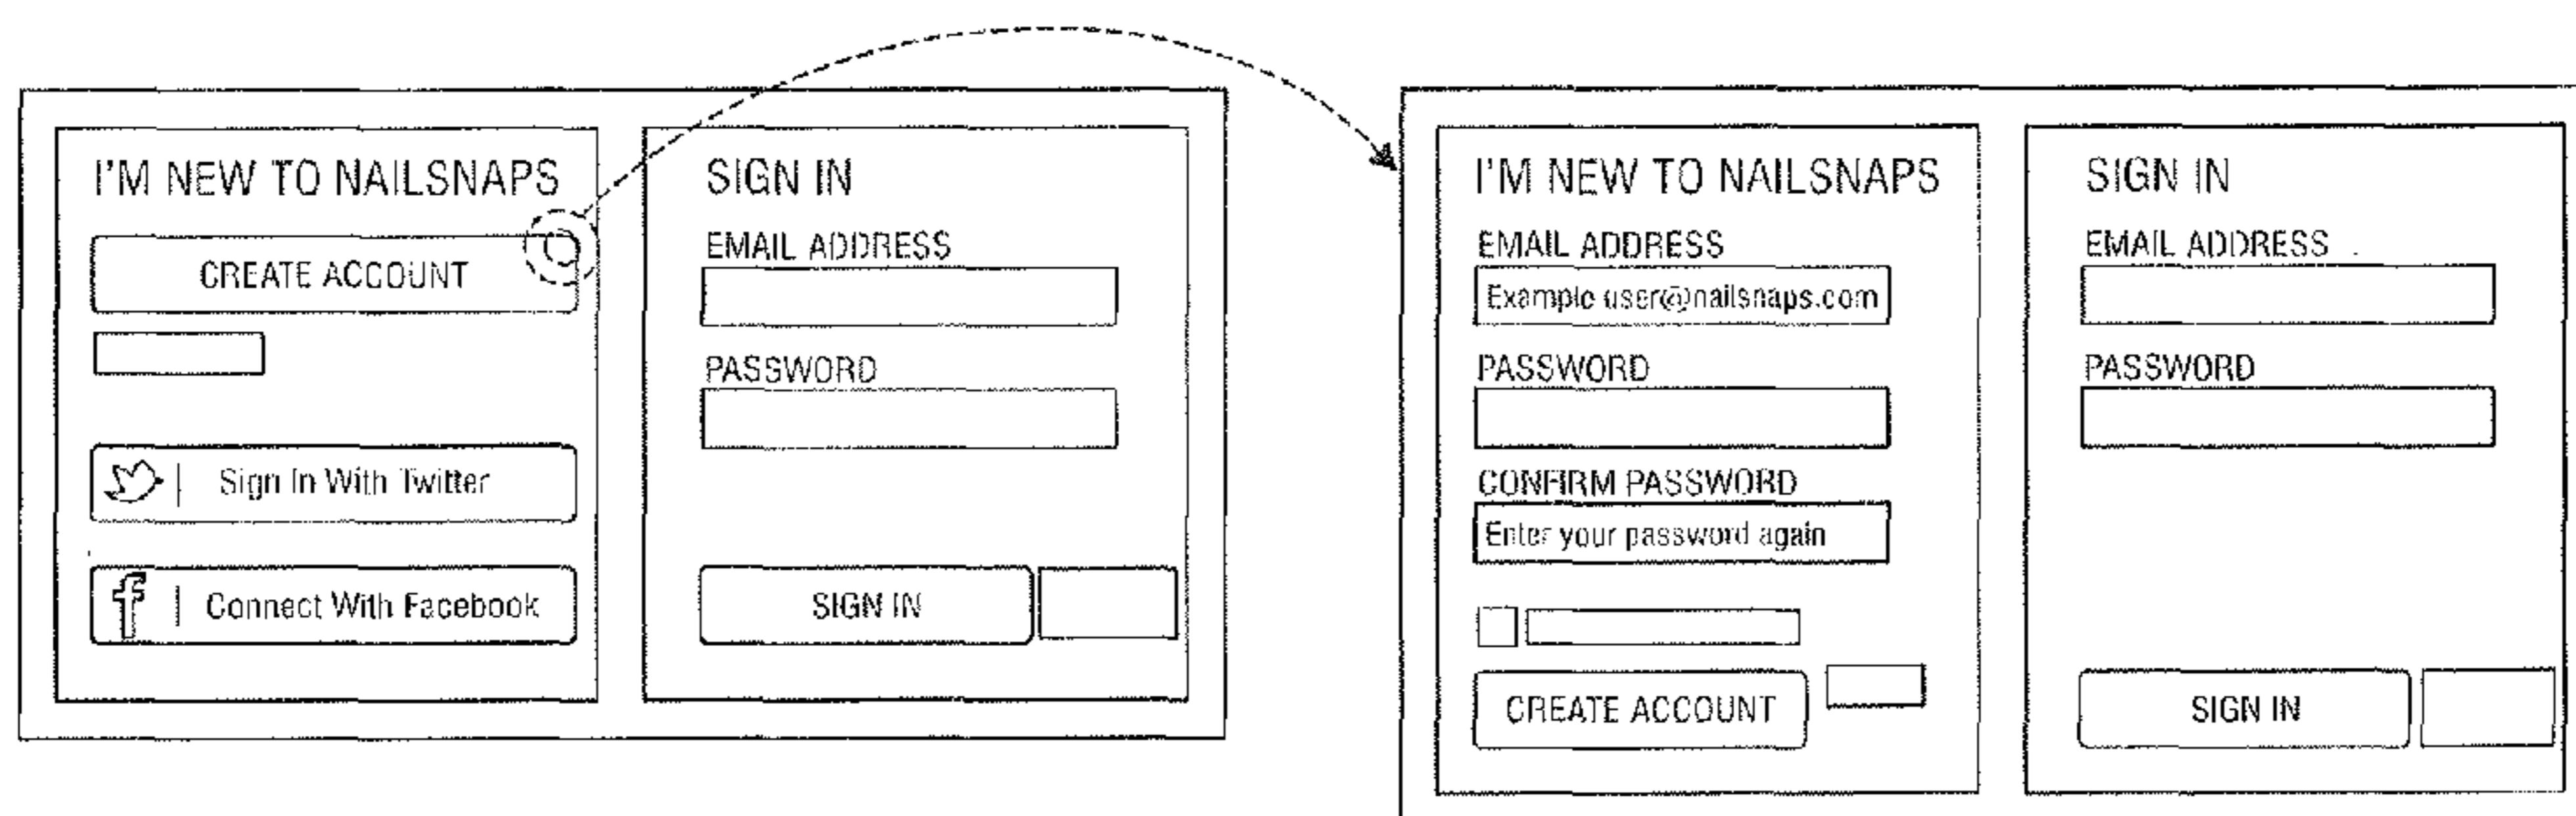 I'M NEW TO NAILSNAPS
CREATE ACCOUNT
Sign In With Twitter
Connect With Facebook
SIGN IN
EMAIL ADDRESS
PASSWORD
SIGN IN
I'M NEW TO NAILSNAPS
EMAIL ADDRESS
Example user@nailsnaps.com
PASSWORD
CONFIRM PASSWORD
Enter your password again
CREATE ACCOUNT
SIGN IN
EMAIL ADDRESS
PASSWORD
SIGN IN